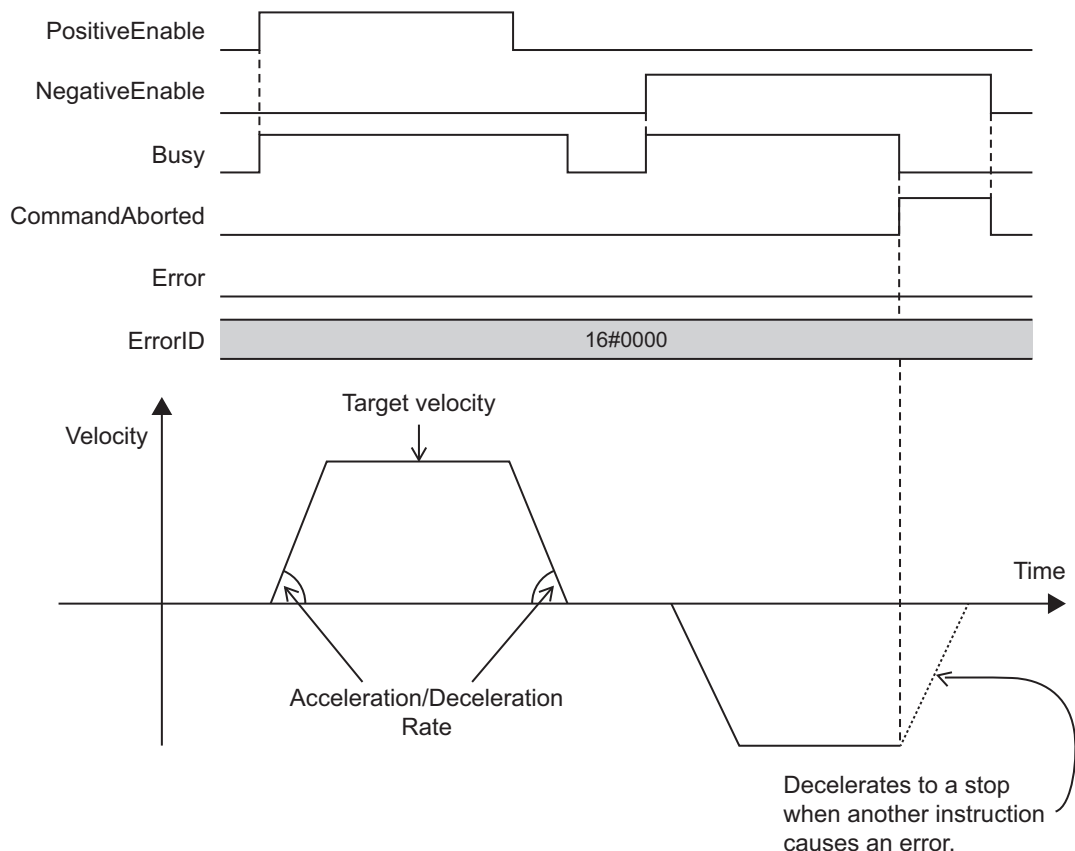 PositiveEnable
NegativeEnable
Busy
CommandAborted
Error
ErrorID
16#0000
Target velocity
Velocity
Time
Acceleration/Deceleration
Rate
Decelerates to a stop
when another instruction
causes an error.